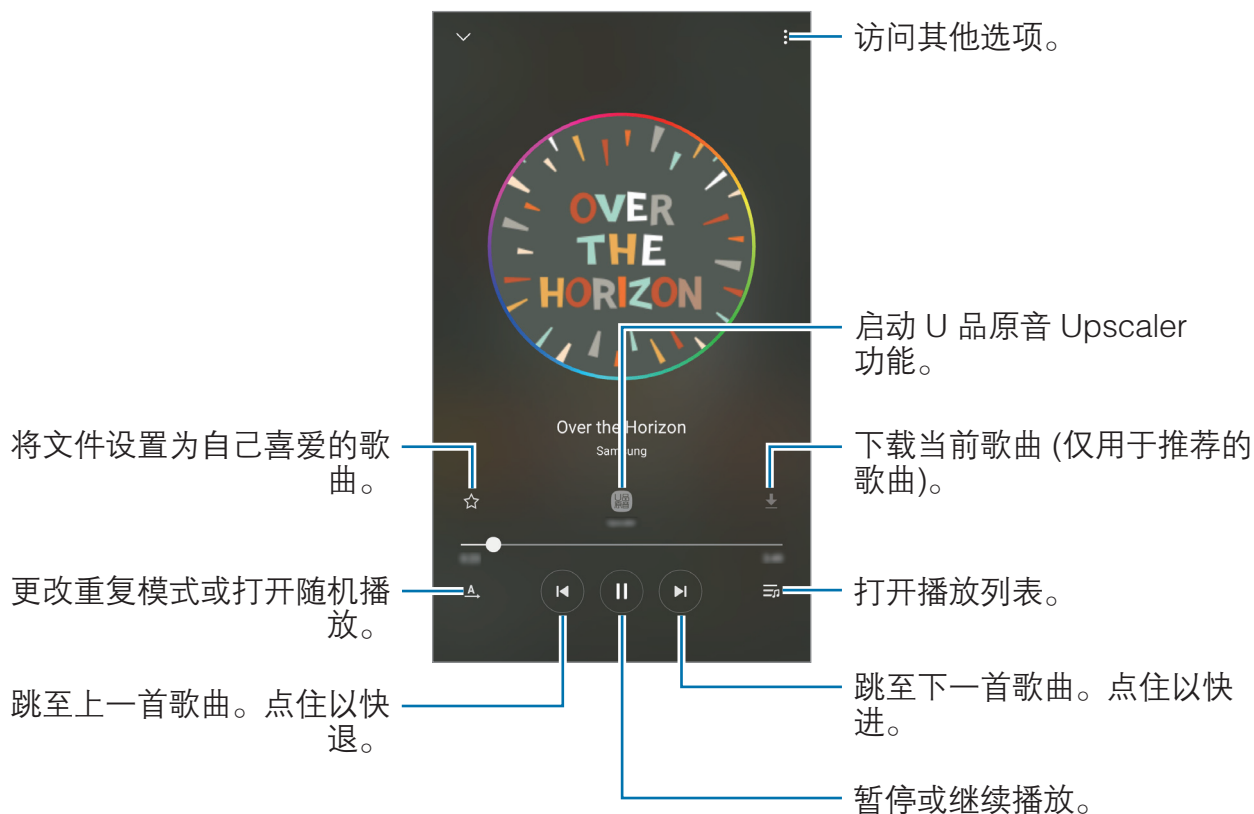 访问其他选项。
OVER
THE
HORIZON
启动 U 品原音 Upscaler
功能。
Over the Horizon
Samsung
将文件设置为自己喜爱的歌
曲。
下载当前歌曲 (仅用于推荐的
歌曲)。
U品
原音
A
更改重复模式或打开随机播
放。
打开播放列表。
跳至上一首歌曲。点住以快
退。
跳至下一首歌曲。点住以快
进。
暂停或继续播放。